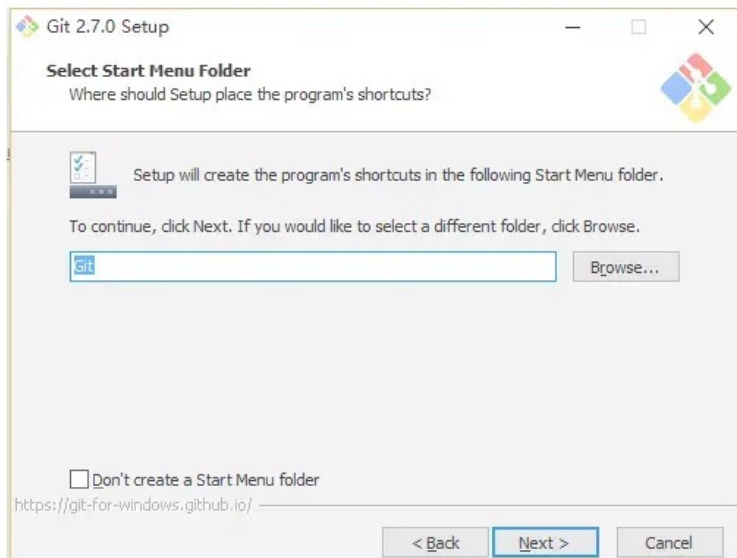 Git 2.7.0 Setup
Select Start Menu Folder
Where should Setup place the program's shortcuts?
Setup will create the program's shortcuts in the following Start Menu folder.
To continue, click Next. If you would like to select a different folder, click Browse.
Git
Browse...
Don't create a Start Menu folder
https://git-for-windows.github.io/
< Back
Next >
Cancel